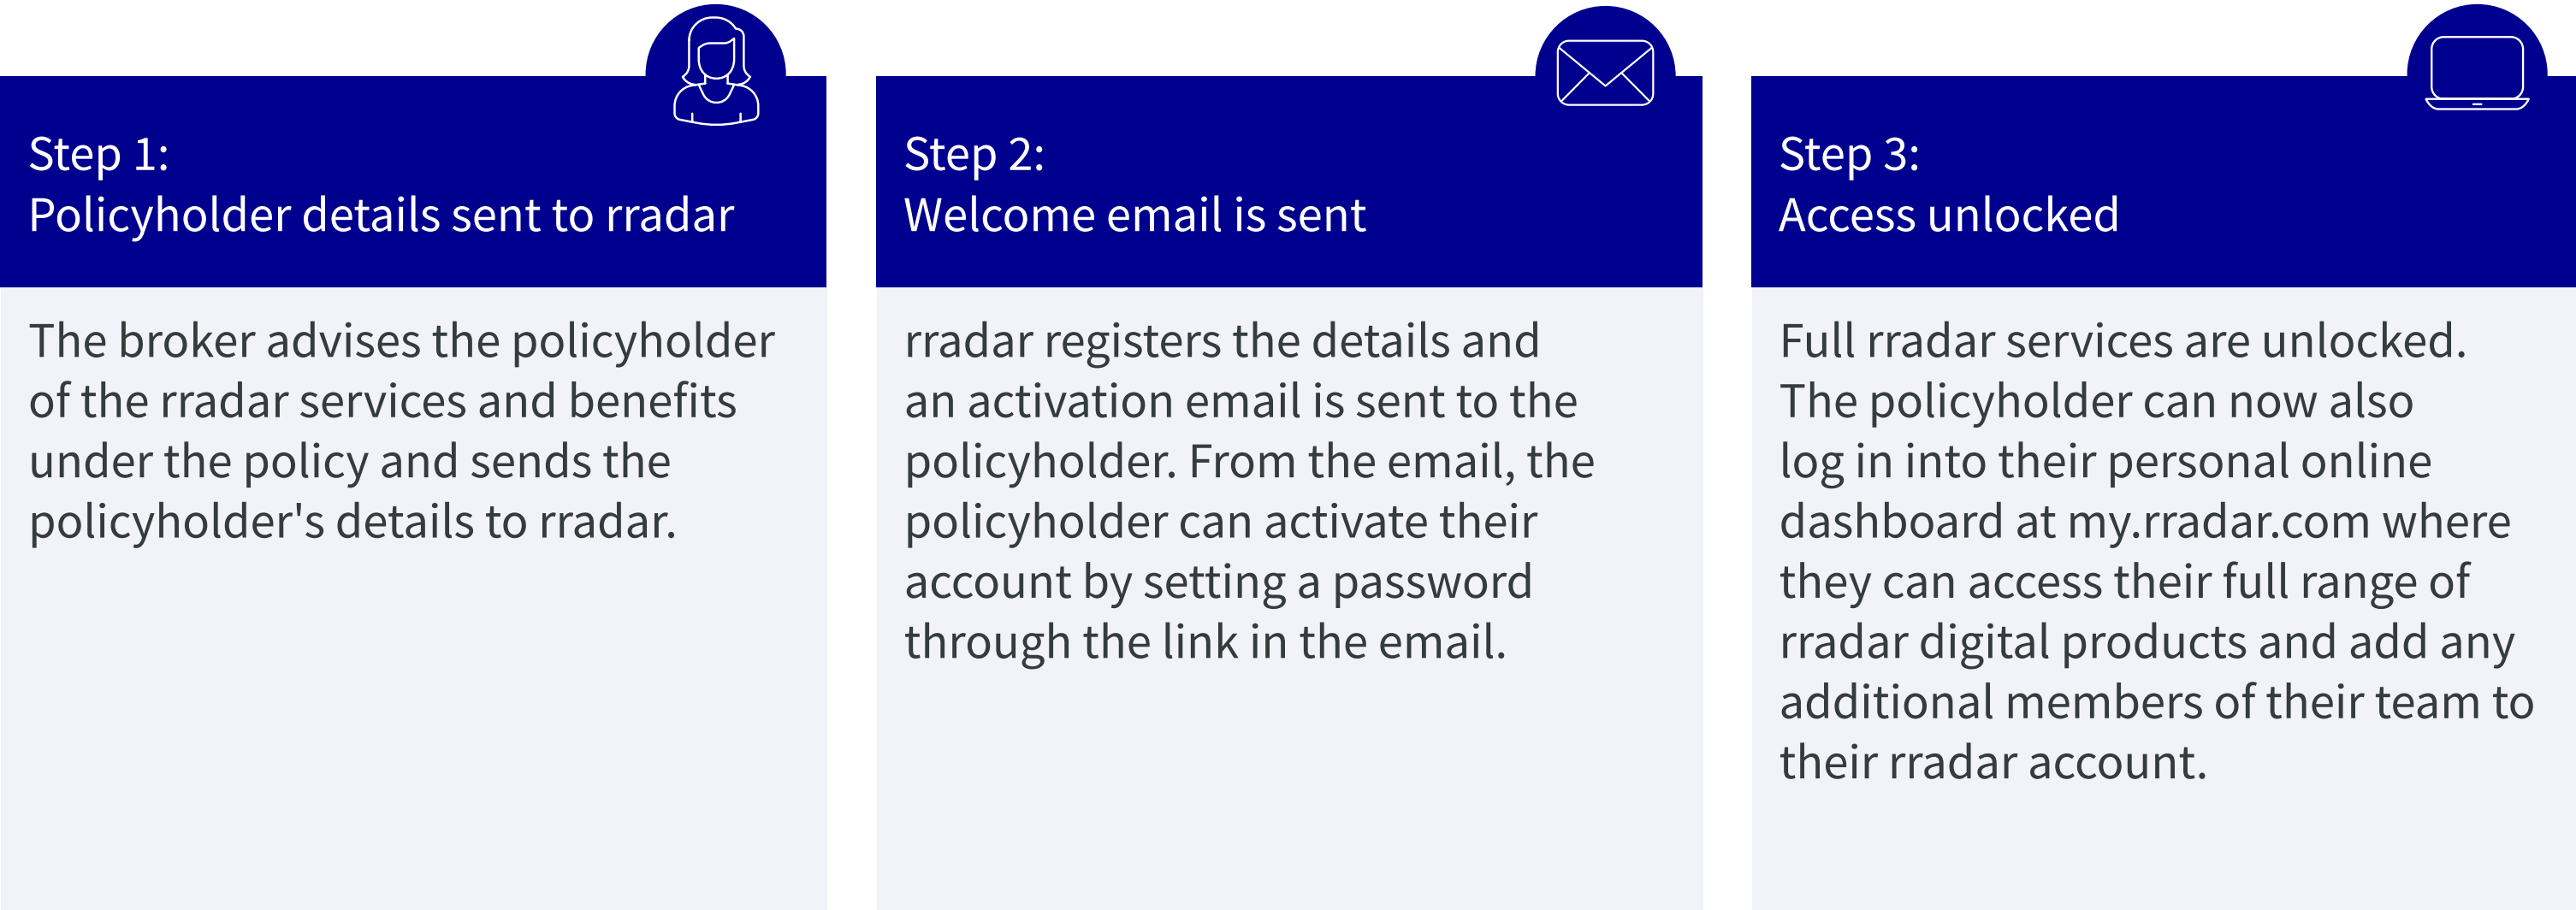 Step 1:
Policyholder details sent to rradar
The broker advises the policyholder
of the rradar services and benefits
under the policy and sends the
policyholder's details to rradar.
Step 2:
Welcome email is sent
rradar registers the details and
an activation email is sent to the
policyholder. From the email, the
policyholder can activate their
account by setting a password
through the link in the email.
Step 3:
Access unlocked
Full rradar services are unlocked.
The policyholder can now also
log in into their personal online
dashboard at my.rradar.com where
they can access their full range of
rradar digital products and add any
additional members of their team to
their rradar account.